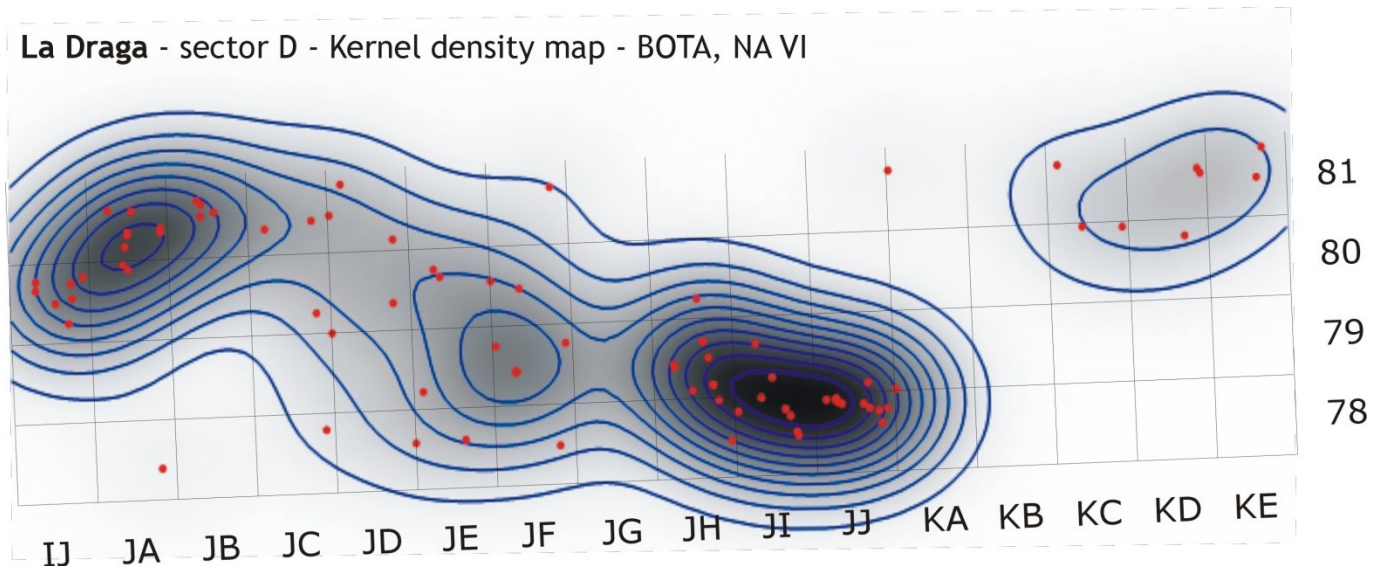 La Draga - sector D - Kernel density map - BOTA, NA VI
81
80
79
78
IJ JA JB JC JD JE JF JG JH JI JJ KA KB KC KD KE